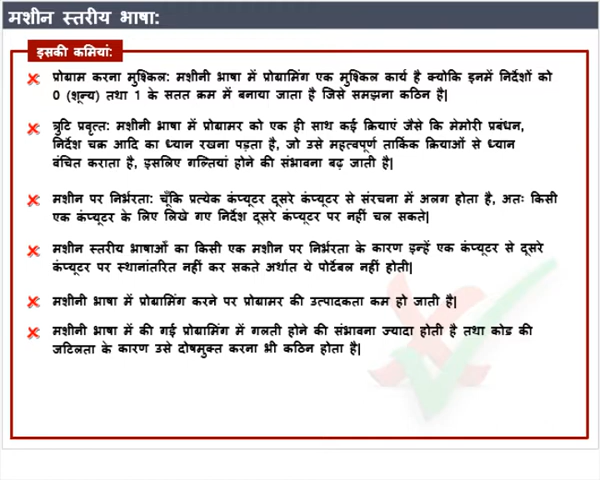 मशीन स्तरीय भाषा:
इसकी कमियां:
प्रोग्राम करना मुश्किल: मशीनी भाषा में प्रोग्रामिंग एक मुश्किल कार्य है क्योकि इनमें निर्देशों को
0 (शून्य) तथा 1 के सतत क्रम में बनाया जाता है जिसे समझना कठिन है|
त्रुटि प्रवृत्त: मशीनी भाषा में प्रोग्रामर को एक ही साथ कई क्रियाएं जैसे कि मेमोरी प्रबंधन,
निर्देश चक्र आदि का ध्यान रखना पड़ता है, जो उसे महत्वपूर्ण तार्किक क्रियाओं से ध्यान
वंचित कराता है, इसलिए गल्तियां होने की संभावना बढ़ जाती है|
मशीन पर निर्भरता: चूँकि प्रत्येक कंप्यूटर दूसरे कंप्यूटर से संरचना में अलग होता है, अतः किसी
एक कंप्यूटर के लिए लिखे गए निर्देश दूसरे कंप्यूटर पर नहीं चल सकते|
मशीन स्तरीय भाषाओं का किसी एक मशीन पर निर्भरता के कारण इन्हें एक कंप्यूटर से दूसरे
कंप्यूटर पर स्थानांतरित नहीं कर सकते अर्थात ये पोर्टेबल नहीं होती|
मशीनी भाषा में प्रोग्रामिंग करने पर प्रोग्रामर की उत्पादकता कम हो जाती है|
मशीनी भाषा में की गई प्रोग्रामिंग में गलती होने की संभावना ज्यादा होती है तथा कोड की
जटिलता के कारण उसे दोषमुक्त करना भी कठिन होता है|